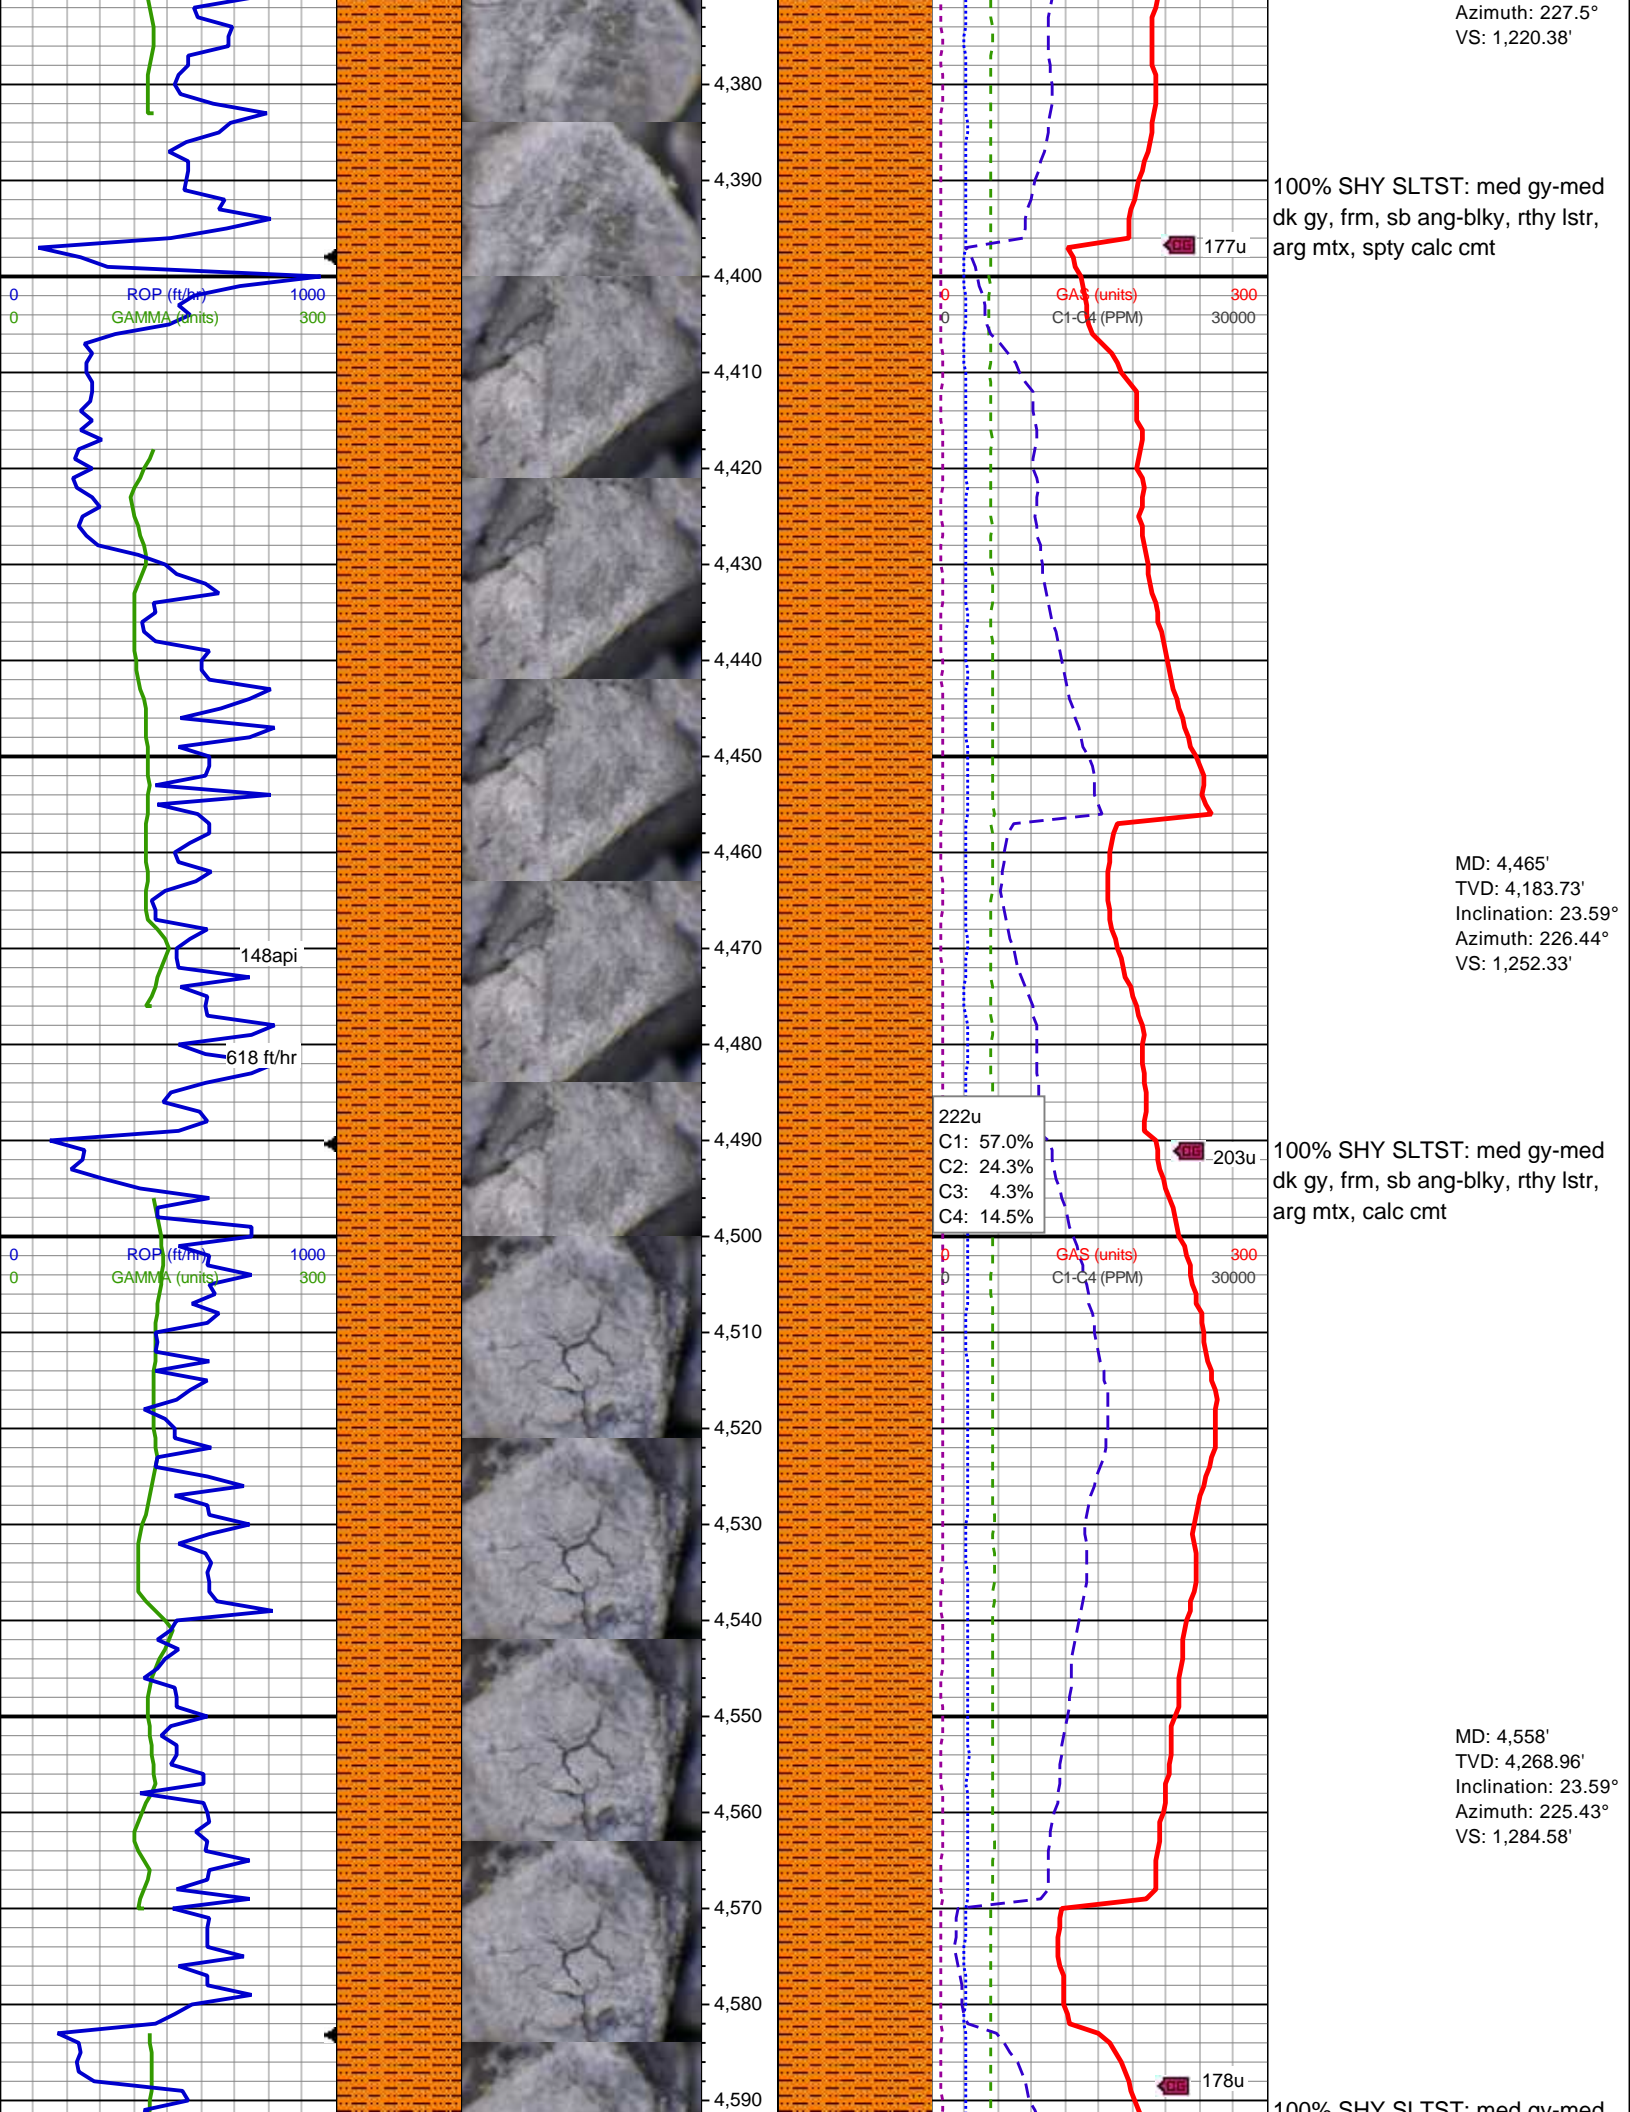 Azimuth: 227.5°
VS: 1,220.38'
4,380
4,390
100% SHY SLTST: med gy-med
dk gy, frm, sb ang-blky, rthy lstr,
arg mtx, spty calc cmt
CG 177u
4,400
0 ROP (ft/hr) 1000
0 GAMMA (units) 300
0 GAS (units) 300
0 C1-C4 (PPM) 30000
4,410
4,420
4,430
4,440
4,450
4,460
MD: 4,465'
TVD: 4,183.73'
Inclination: 23.59°
Azimuth: 226.44°
VS: 1,252.33'
4,470
148api
4,480
618 ft/hr
4,490
222u
C1: 57.0%
C2: 24.3%
C3: 4.3%
C4: 14.5%
CG 203u
100% SHY SLTST: med gy-med
dk gy, frm, sb ang-blky, rthy lstr,
arg mtx, calc cmt
4,500
0 ROP (ft/hr) 1000
0 GAMMA (units) 300
0 GAS (units) 300
0 C1-C4 (PPM) 30000
4,510
4,520
4,530
4,540
4,550
MD: 4,558'
TVD: 4,268.96'
Inclination: 23.59°
Azimuth: 225.43°
VS: 1,284.58'
4,560
4,570
4,580
CG 178u
4,590
100% SHY SLTST: med gy-med